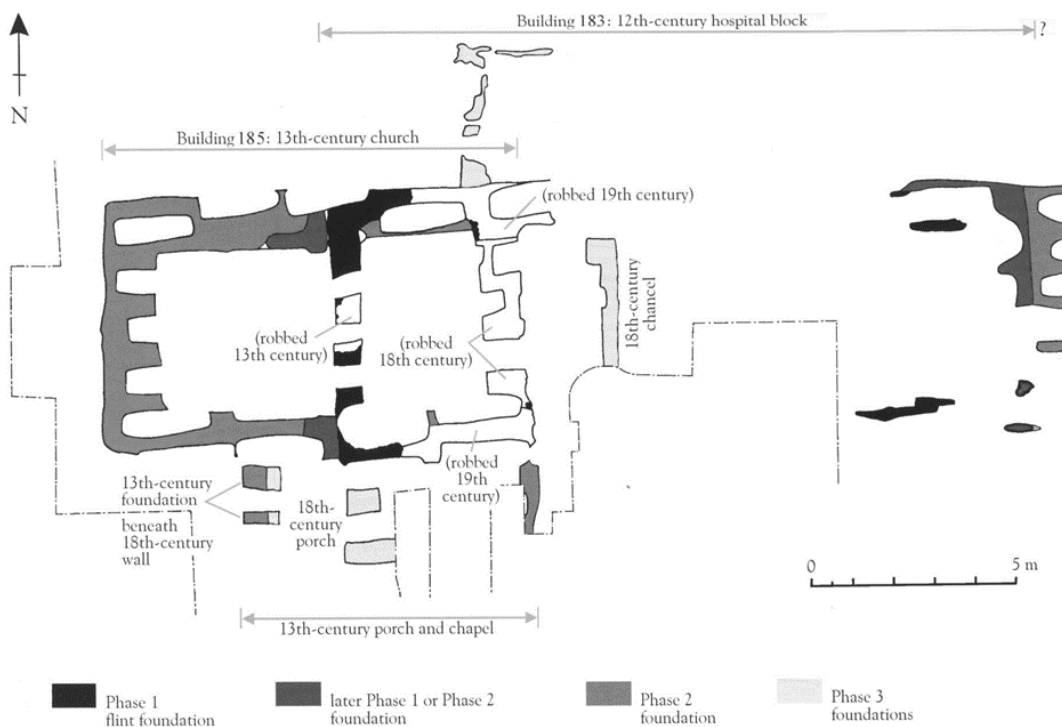 Building 183: 12th-century hospital block
?
N
Building 185: 13th-century church
(robbed 19th century)
18th-century
chancel
(robbed
13th century)
(robbed
18th century)
(robbed
19th
century)
13th-century
foundation
beneath
18th-century
wall
18th-
century
porch
0
5 m
13th-century porch and chapel
Phase 1
flint foundation
later Phase 1 or Phase 2
foundation
Phase 2
foundation
Phase 3
foundations